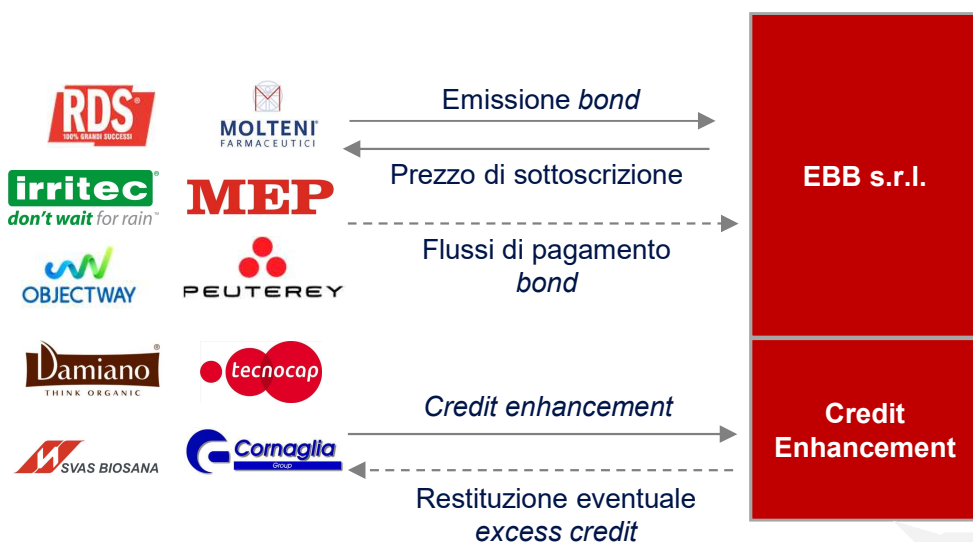 RDS
100% GRANDI SUCCESSI
MOLTENI
FARMACEUTICI
irritec
don't wait for rain
MEP
OBJECTWAY
PEUTEREY
Damiano
THINK ORGANIC
tecnocap
SVAS BIOSANA
Cornaglia
Group
Emissione bond
Prezzo di sottoscrizione
Flussi di pagamento
bond
Credit enhancement
Restituzione eventuale
excess credit
EBB s.r.l.
Credit
Enhancement